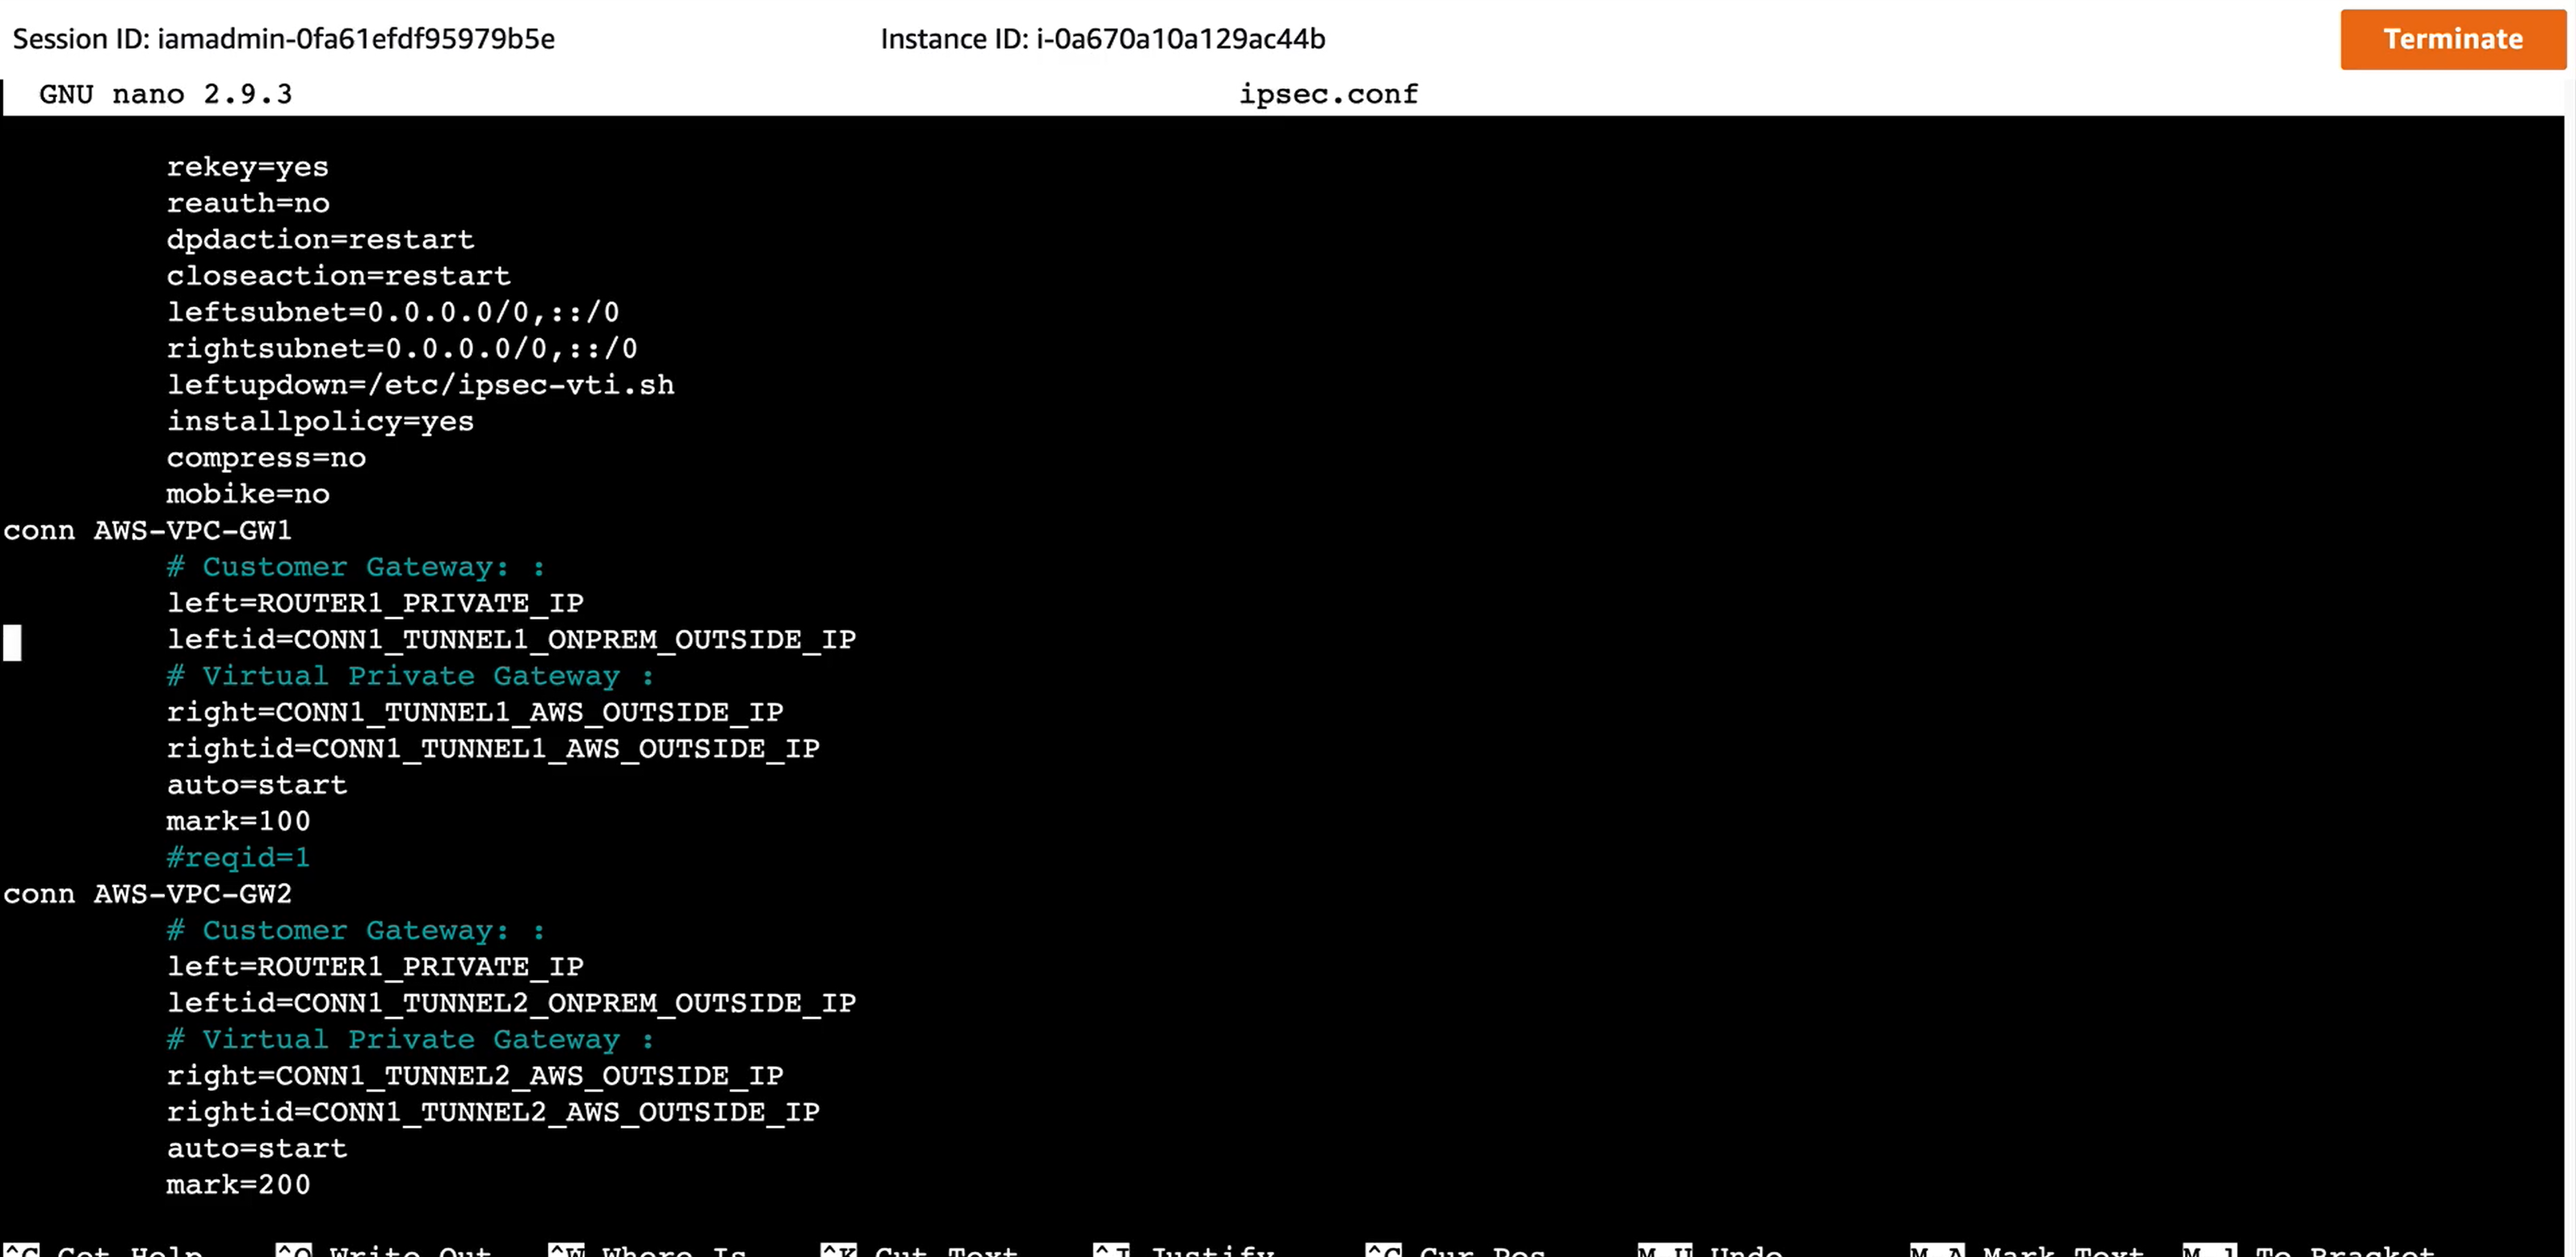 Session ID: iamadmin-0fa61efdf95979b5e Instance ID: i-0a670a10a129ac44b Terminate
GNU nano 2.9.3 ipsec.conf
rekey=yes
reauth=no
dpdaction=restart
closeaction=restart
leftsubnet=0.0.0.0/0,::/0
rightsubnet=0.0.0.0/0,::/0
leftupdown=/etc/ipsec-vti.sh
installpolicy=yes
compress=no
mobike=no
conn AWS-VPC-GW1
# Customer Gateway: :
left=ROUTER1_PRIVATE_IP
leftid=CONN1_TUNNEL1_ONPREM_OUTSIDE_IP
# Virtual Private Gateway :
right=CONN1_TUNNEL1_AWS_OUTSIDE_IP
rightid=CONN1_TUNNEL1_AWS_OUTSIDE_IP
auto=start
mark=100
#reqid=1
conn AWS-VPC-GW2
# Customer Gateway: :
left=ROUTER1_PRIVATE_IP
leftid=CONN1_TUNNEL2_ONPREM_OUTSIDE_IP
# Virtual Private Gateway :
right=CONN1_TUNNEL2_AWS_OUTSIDE_IP
rightid=CONN1_TUNNEL2_AWS_OUTSIDE_IP
auto=start
mark=200
^G Get Help ^O Write Out ^W Where Is ^K Cut Text ^J Justify ^C Cur Pos M-U Undo M-A Mark Text M-] To Bracket